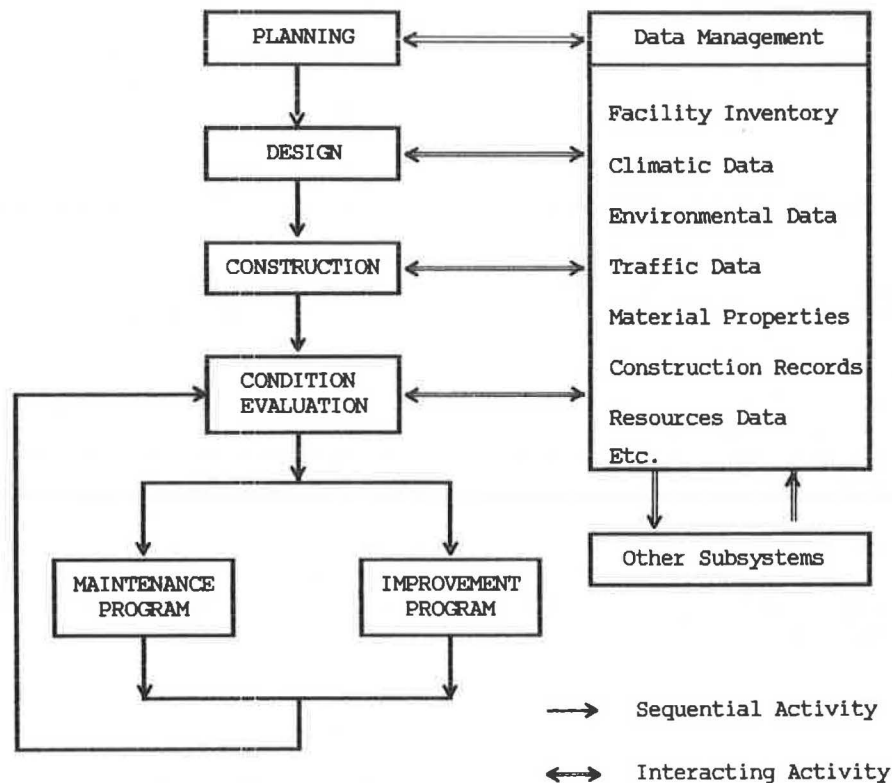 PLANNING
DESIGN
CONSTRUCTION
CONDITION
EVALUATION
MAINTENANCE
PROGRAM
IMPROVEMENT
PROGRAM
Data Management
Facility Inventory
Climatic Data
Environmental Data
Traffic Data
Material Properties
Construction Records
Resources Data
Etc.
Other Subsystems
Sequential Activity
Interacting Activity